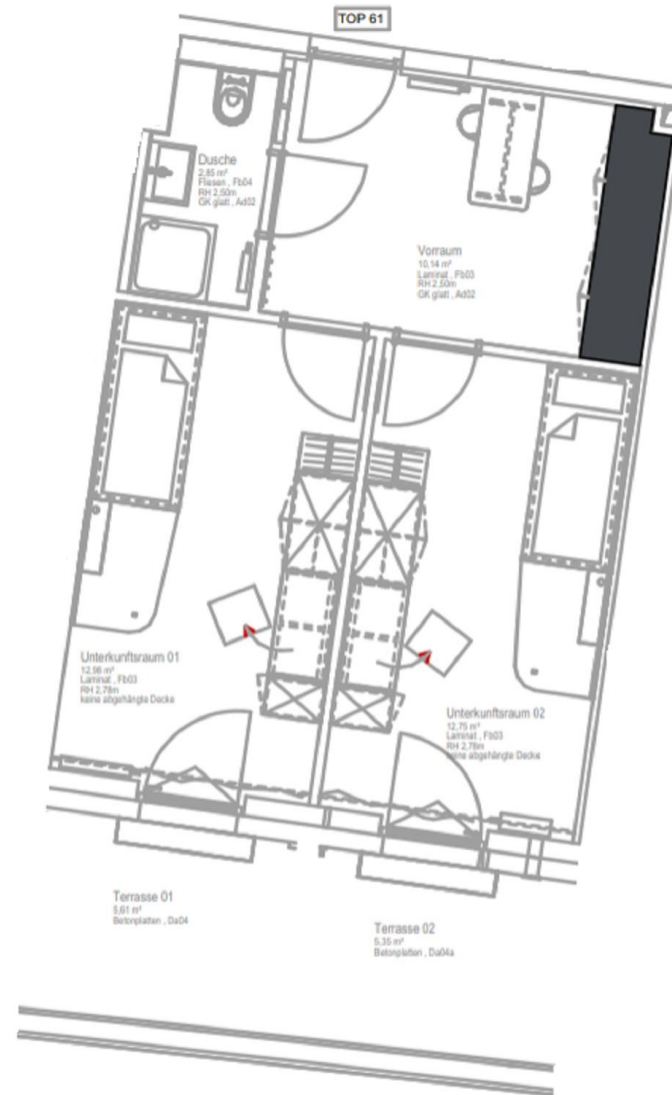 TOP 61
Dusche
2,85 m²
Fliesen , Fb04
RH 2,50m
GK glatt , Ad02
Vorraum
10,14 m²
Laminat , Fb03
RH 2,50m
GK glatt , Ad02
Unterkunftsraum 01
12,98 m²
Laminat , Fb03
RH 2,78m
keine abgehängte Decke
Unterkunftsraum 02
12,75 m²
Laminat , Fb03
RH 2,78m
keine abgehängte Decke
Terrasse 01
5,61 m²
Betonplatten , Da04
Terrasse 02
5,35 m²
Betonplatten , Da04a